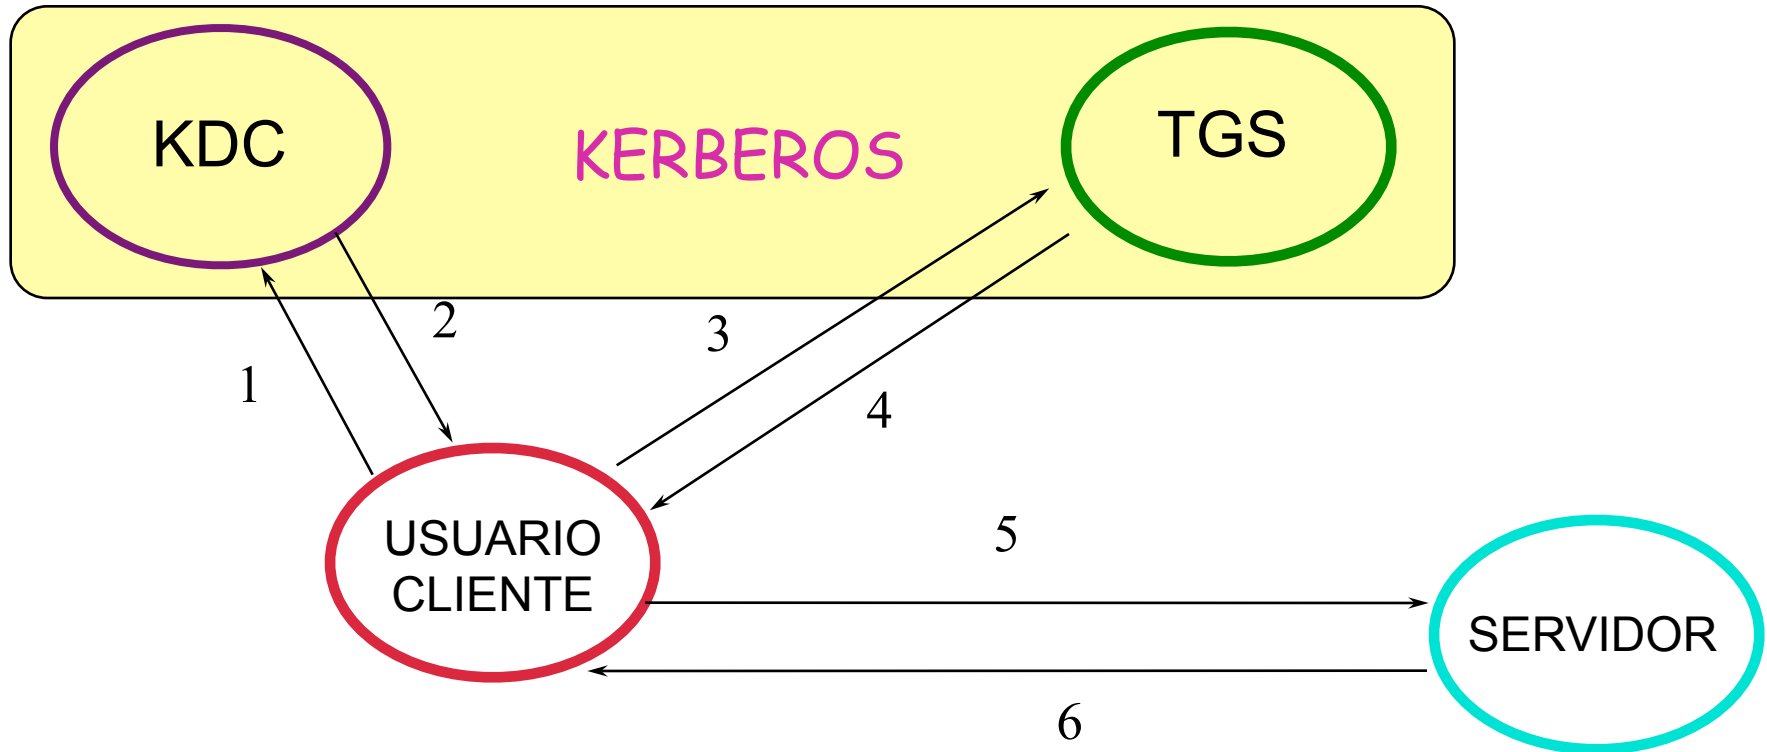 KDC
KERBEROS
TGS
2
3
1
4
USUARIO
CLIENTE
5
SERVIDOR
6